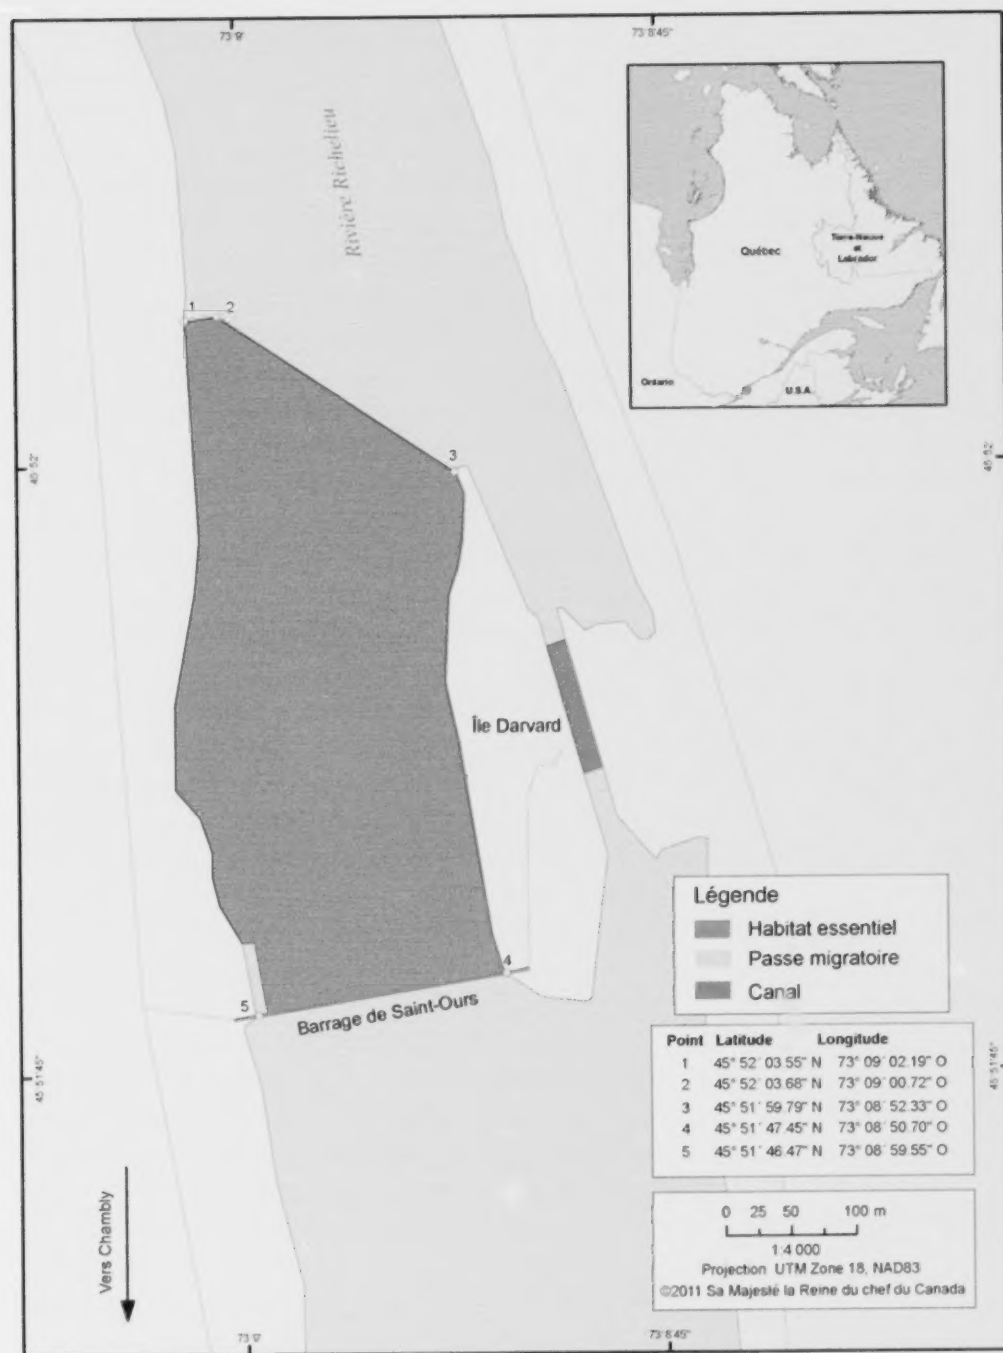 73°9'
73°8'45"
Rivière Richelieu
Québec
Terre-Neuve
et
Labrador
Ontario
U.S.A.
1
2
3
45°52'
45°52'
Île Darvard
Légende
Habitat essentiel
Passe migratoire
Canal
4
5
Barrage de Saint-Ours
Point Latitude Longitude
1 45° 52´ 03.55" N 73° 09´ 02.19" O
2 45° 52´ 03.68" N 73° 09´ 00.72" O
3 45° 51´ 59.79" N 73° 08´ 52.33" O
4 45° 51´ 47.45" N 73° 08´ 50.70" O
5 45° 51´ 46.47" N 73° 08´ 59.55" O
45°51'45"
45°51'45"
Vers Chambly
0 25 50 100 m
1:4 000
Projection UTM Zone 18, NAD83
©2011 Sa Majesté la Reine du chef du Canada
73°9'
73°8'45"